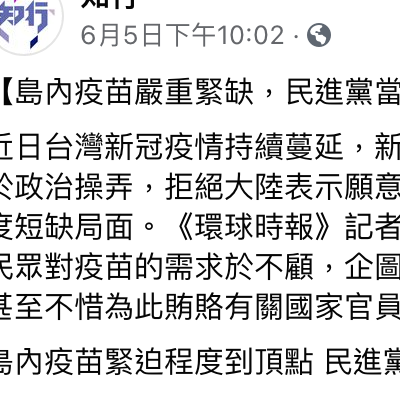 知行
6月5日下午10:02
【島內疫苗嚴重緊缺，民進黨當
近日台灣新冠疫情持續蔓延，新
於政治操弄，拒絕大陸表示願意
度短缺局面。《環球時報》記者
民眾對疫苗的需求於不顧，企圖
甚至不惜為此賄賂有關國家官員
島內疫苗緊迫程度到頂點 民進黨